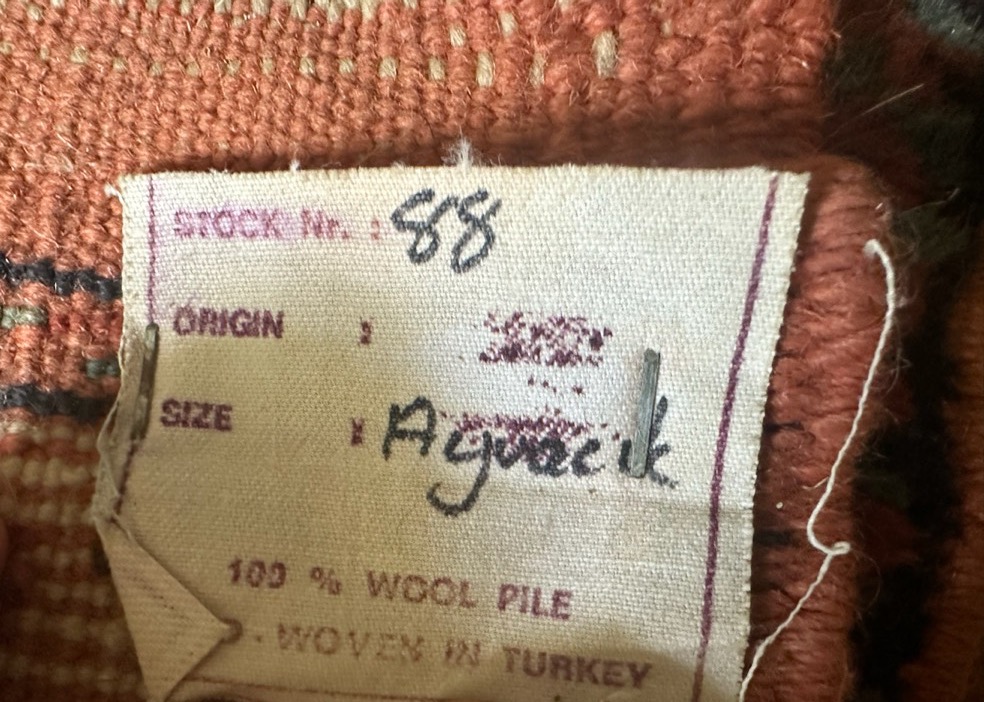 STOCK Nr. : 88
ORIGIN :
SIZE : Ayvacık
100 % WOOL PILE
WOVEN IN TURKEY